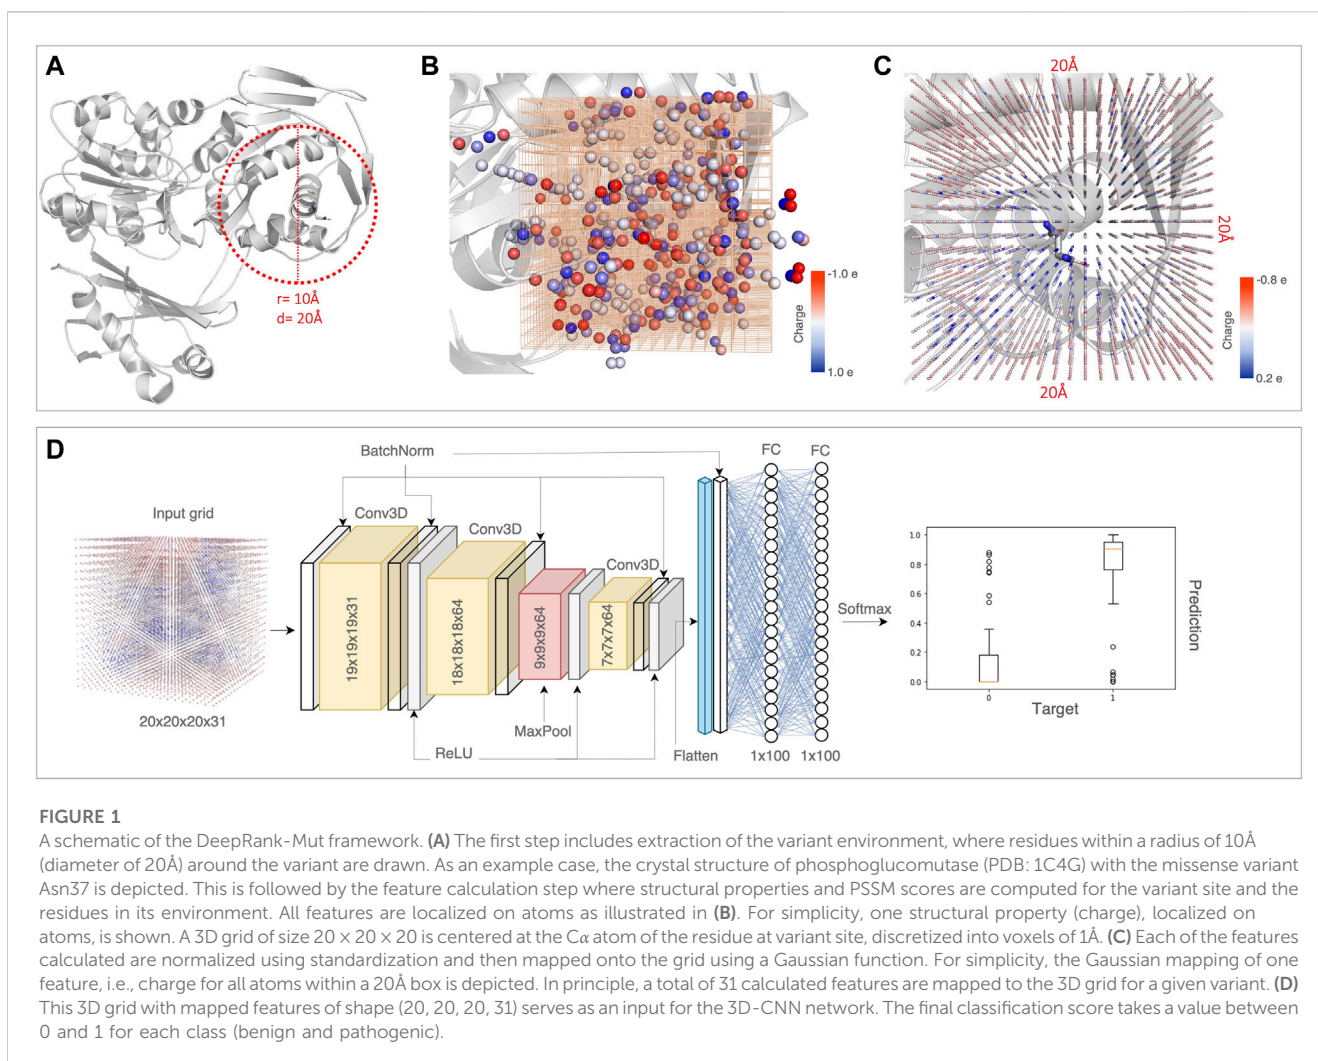 A
r= 10Å
d= 20Å
B
-1.0 e
Charge
1.0 e
C
20Å
20Å
20Å
-0.8 e
Charge
0.2 e
D
BatchNorm
FC
FC
Input grid
Conv3D
Conv3D
Conv3D
19x19x19x31
18x18x18x64
9x9x9x64
7x7x7x64
20x20x20x31
MaxPool
ReLU
Flatten
1x100
1x100
Softmax
1.0
0.8
0.6
0.4
0.2
0.0
0
1
Target
Prediction
FIGURE 1
A schematic of the DeepRank-Mut framework. (A) The first step includes extraction of the variant environment, where residues within a radius of 10Å
(diameter of 20Å) around the variant are drawn. As an example case, the crystal structure of phosphoglucomutase (PDB: 1C4G) with the missense variant
Asn37 is depicted. This is followed by the feature calculation step where structural properties and PSSM scores are computed for the variant site and the
residues in its environment. All features are localized on atoms as illustrated in (B). For simplicity, one structural property (charge), localized on
atoms, is shown. A 3D grid of size 20 × 20 × 20 is centered at the Cα atom of the residue at variant site, discretized into voxels of 1Å. (C) Each of the features
calculated are normalized using standardization and then mapped onto the grid using a Gaussian function. For simplicity, the Gaussian mapping of one
feature, i.e., charge for all atoms within a 20Å box is depicted. In principle, a total of 31 calculated features are mapped to the 3D grid for a given variant. (D)
This 3D grid with mapped features of shape (20, 20, 20, 31) serves as an input for the 3D-CNN network. The final classification score takes a value between
0 and 1 for each class (benign and pathogenic).